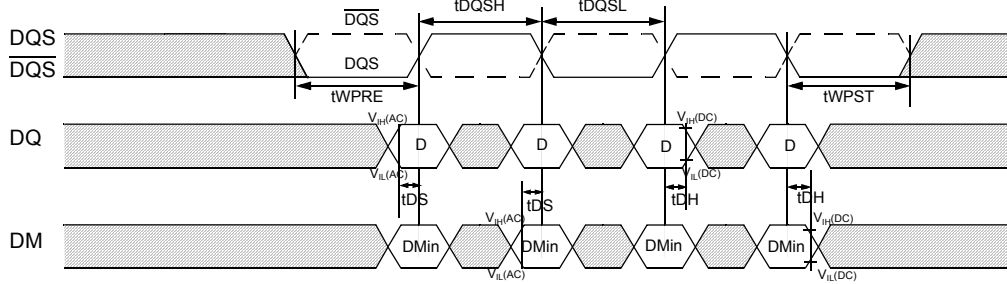 DQS tDQSH tDQSL
DQS
DQS DQS
tWPRE tWPST
VIH(AC) VIH(DC)
DQ D D D D
VIL(AC) VIL(DC)
tDS tDS tDH tDH
VIH(AC) VIH(DC)
DM DMin DMin DMin DMin
VIL(AC) VIL(DC)